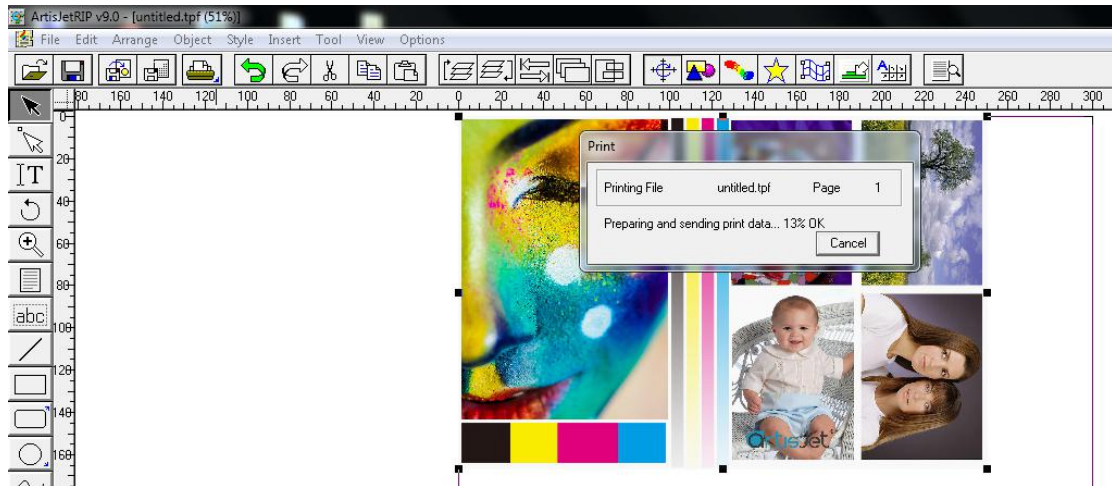 ArtisJetRIP v9.0 - [untitled.tpf (51%)]
File Edit Arrange Object Style Insert Tool View Options
80 160 140 120 100 80 60 40 20 0 20 40 60 80 100 120 140 160 180 200 220 240 260 280 300
0
20
IT
40
60
80
abc
100
120
140
160
Print
Printing File untitled.tpf Page 1
Preparing and sending print data... 13% OK
Cancel
artisJet